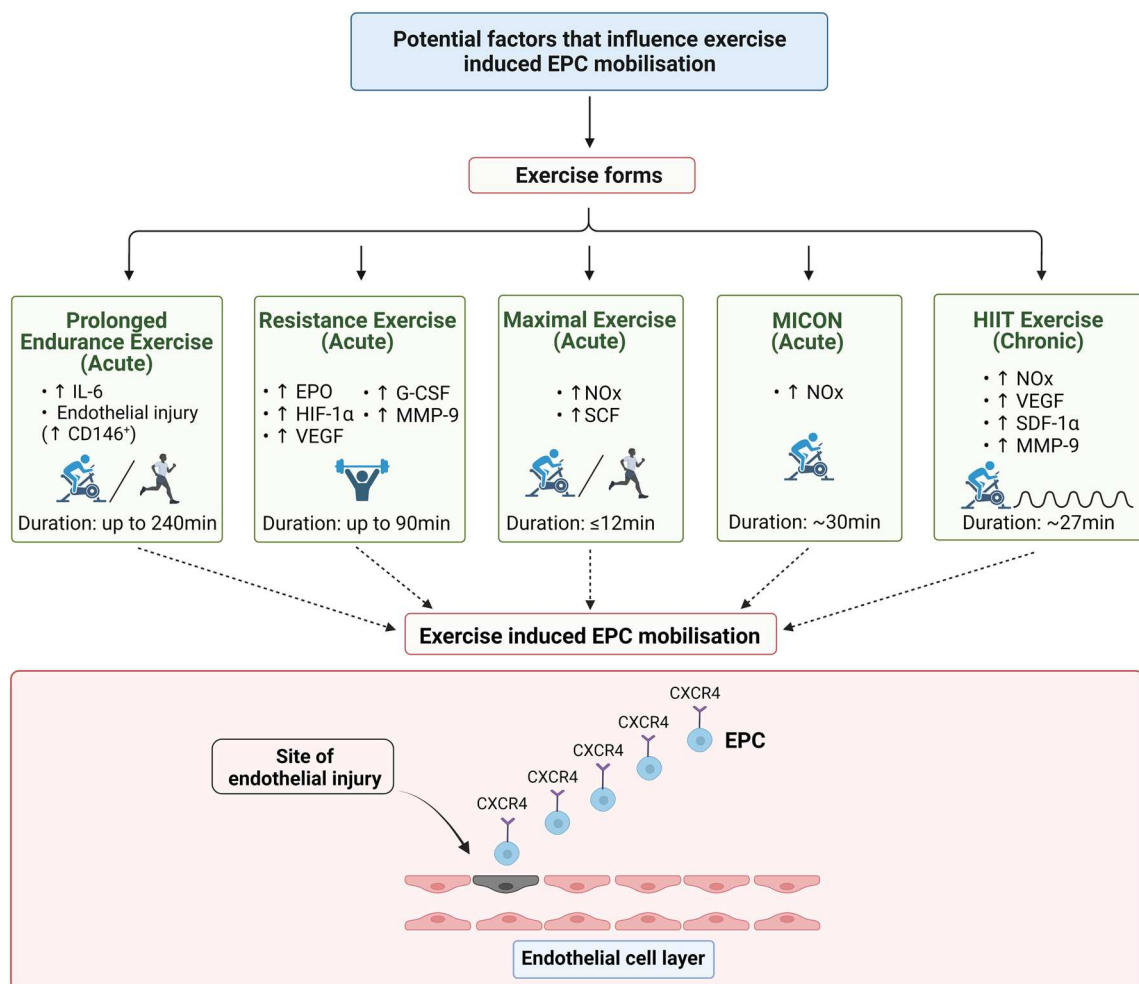 Potential factors that influence exercise
induced EPC mobilisation
Exercise forms
Prolonged
Endurance Exercise
(Acute)
• ↑ IL-6
• Endothelial injury
(↑ CD146⁺)
Duration: up to 240min
Resistance Exercise
(Acute)
• ↑ EPO
• ↑ HIF-1α
• ↑ VEGF
• ↑ G-CSF
• ↑ MMP-9
Duration: up to 90min
Maximal Exercise
(Acute)
• ↑NOx
• ↑SCF
Duration: ≤12min
MICON
(Acute)
• ↑ NOx
Duration: ~30min
HIIT Exercise
(Chronic)
• ↑ NOx
• ↑ VEGF
• ↑ SDF-1α
• ↑ MMP-9
Duration: ~27min
Exercise induced EPC mobilisation
CXCR4
CXCR4
EPC
CXCR4
CXCR4
CXCR4
Site of
endothelial injury
Endothelial cell layer